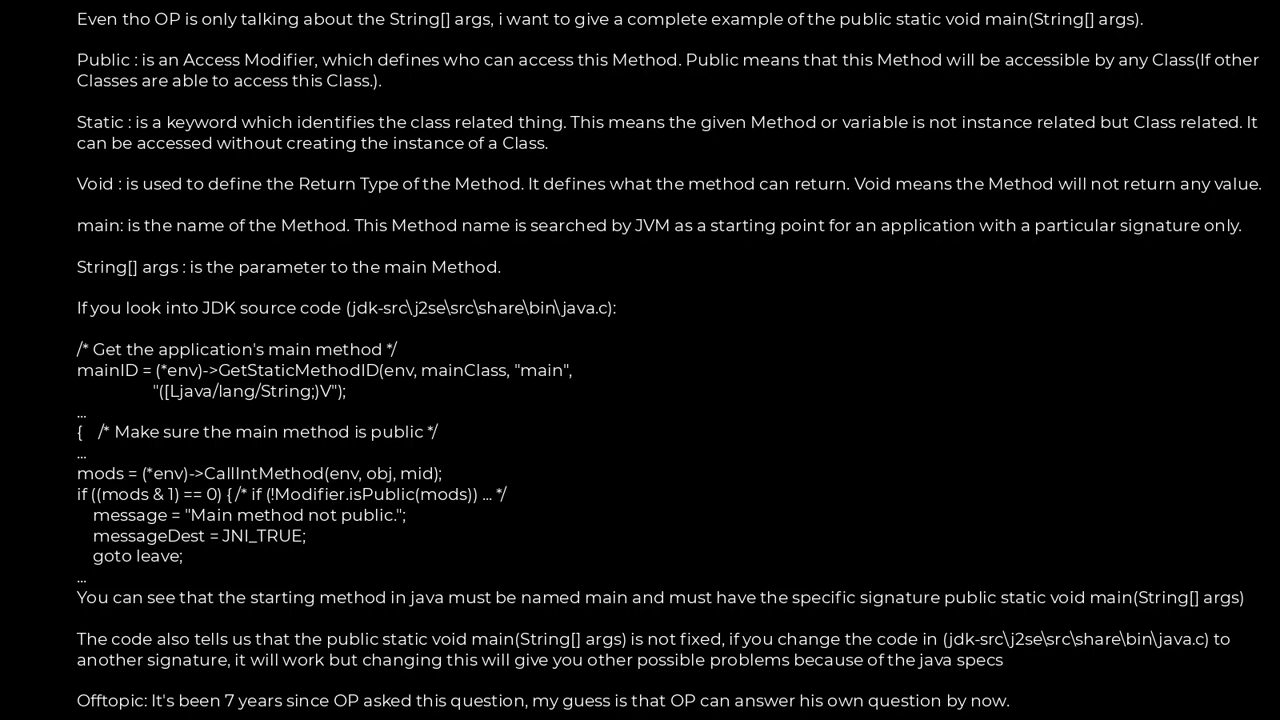 Even tho OP is only talking about the String[] args, i want to give a complete example of the public static void main(String[] args).
Public : is an Access Modifier, which defines who can access this Method. Public means that this Method will be accessible by any Class(If other
Classes are able to access this Class.).
Static : is a keyword which identifies the class related thing. This means the given Method or variable is not instance related but Class related. It
can be accessed without creating the instance of a Class.
Void : is used to define the Return Type of the Method. It defines what the method can return. Void means the Method will not return any value.
main: is the name of the Method. This Method name is searched by JVM as a starting point for an application with a particular signature only.
String[] args : is the parameter to the main Method.
If you look into JDK source code (jdk-src\j2se\src\share\bin\java.c):
/* Get the application's main method */
mainID = (*env)->GetStaticMethodID(env, mainClass, "main",
"([Ljava/lang/String;)V");
...
{    /* Make sure the main method is public */
...
mods = (*env)->CallIntMethod(env, obj, mid);
if ((mods & 1) == 0) { /* if (!Modifier.isPublic(mods)) ... */
message = "Main method not public.";
messageDest = JNI_TRUE;
goto leave;
...
You can see that the starting method in java must be named main and must have the specific signature public static void main(String[] args)
The code also tells us that the public static void main(String[] args) is not fixed, if you change the code in (jdk-src\j2se\src\share\bin\java.c) to
another signature, it will work but changing this will give you other possible problems because of the java specs
Offtopic: It's been 7 years since OP asked this question, my guess is that OP can answer his own question by now.